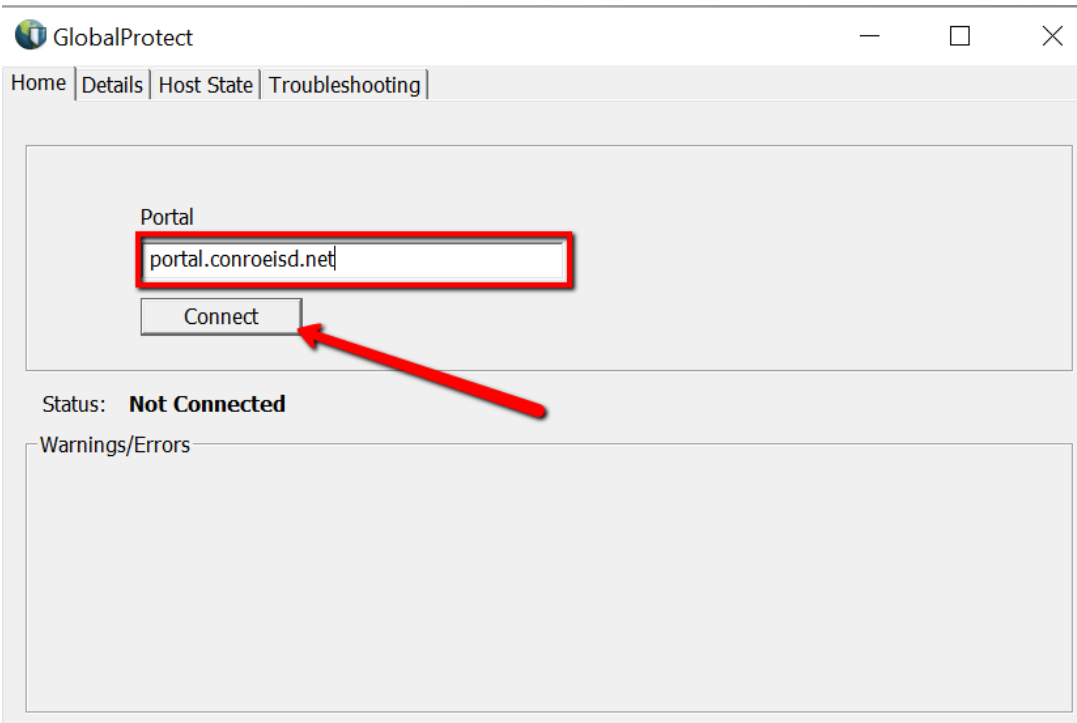 GlobalProtect
Home Details Host State Troubleshooting
Portal
portal.conroeisd.net
Connect
Status: Not Connected
Warnings/Errors